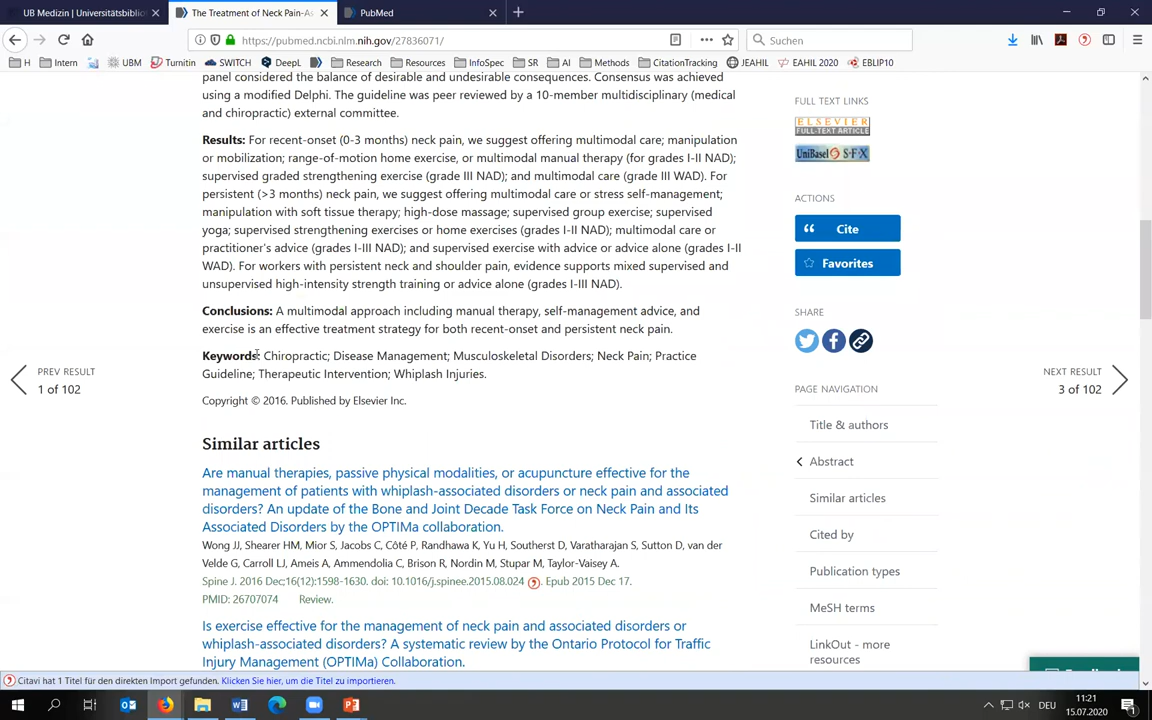 UB Medizin | Universitätsbibliot
The Treatment of Neck Pain-As
PubMed
https://pubmed.ncbi.nlm.nih.gov/27836071/
Suchen
H
Intern
UBM
Turnitin
SWITCH
DeepL
Research
Resources
InfoSpec
SR
AI
Methods
CitationTracking
JEAHIL
EAHIL 2020
EBLIP10
panel considered the balance of desirable and undesirable consequences. Consensus was achieved
using a modified Delphi. The guideline was peer reviewed by a 10-member multidisciplinary (medical
and chiropractic) external committee.
Results: For recent-onset (0-3 months) neck pain, we suggest offering multimodal care; manipulation
or mobilization; range-of-motion home exercise, or multimodal manual therapy (for grades I-II NAD);
supervised graded strengthening exercise (grade III NAD); and multimodal care (grade III WAD). For
persistent (>3 months) neck pain, we suggest offering multimodal care or stress self-management;
manipulation with soft tissue therapy; high-dose massage; supervised group exercise; supervised
yoga; supervised strengthening exercises or home exercises (grades I-II NAD); multimodal care or
practitioner's advice (grades I-III NAD); and supervised exercise with advice or advice alone (grades I-II
WAD). For workers with persistent neck and shoulder pain, evidence supports mixed supervised and
unsupervised high-intensity strength training or advice alone (grades I-III NAD).
Conclusions: A multimodal approach including manual therapy, self-management advice, and
exercise is an effective treatment strategy for both recent-onset and persistent neck pain.
Keywords: Chiropractic; Disease Management; Musculoskeletal Disorders; Neck Pain; Practice
Guideline; Therapeutic Intervention; Whiplash Injuries.
Copyright © 2016. Published by Elsevier Inc.
PREV RESULT
1 of 102
NEXT RESULT
3 of 102
Similar articles
Are manual therapies, passive physical modalities, or acupuncture effective for the
management of patients with whiplash-associated disorders or neck pain and associated
disorders? An update of the Bone and Joint Decade Task Force on Neck Pain and Its
Associated Disorders by the OPTIMa collaboration.
Wong JJ, Shearer HM, Mior S, Jacobs C, Côté P, Randhawa K, Yu H, Southerst D, Varatharajan S, Sutton D, van der
Velde G, Carroll LJ, Ameis A, Ammendolia C, Brison R, Nordin M, Stupar M, Taylor-Vaisey A.
Spine J. 2016 Dec;16(12):1598-1630. doi: 10.1016/j.spinee.2015.08.024 . Epub 2015 Dec 17.
PMID: 26707074 Review.
Is exercise effective for the management of neck pain and associated disorders or
whiplash-associated disorders? A systematic review by the Ontario Protocol for Traffic
Injury Management (OPTIMa) Collaboration.
FULL TEXT LINKS
ELSEVIER
FULL-TEXT ARTICLE
UniBasel S·F·X
ACTIONS
Cite
Favorites
SHARE
PAGE NAVIGATION
Title & authors
Abstract
Similar articles
Cited by
Publication types
MeSH terms
LinkOut - more
resources
Citavi hat 1 Titel für den direkten Import gefunden. Klicken Sie hier, um die Titel zu importieren.
DEU
11:21
15.07.2020